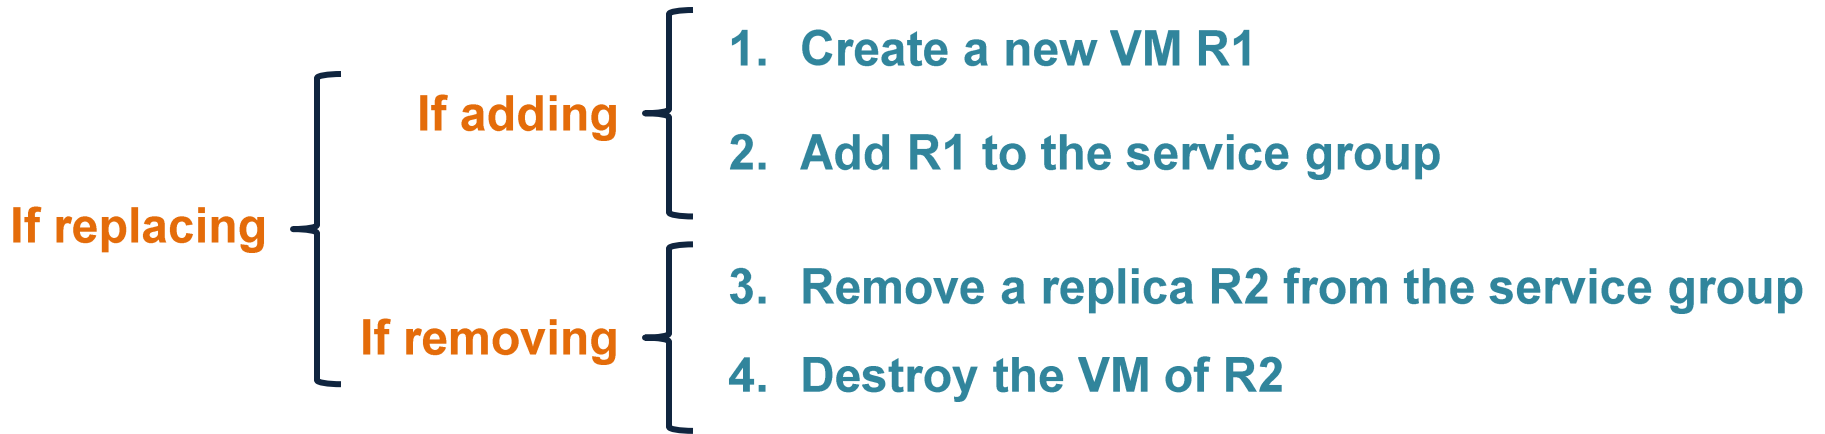 If replacing
If adding
1. Create a new VM R1
2. Add R1 to the service group
If removing
3. Remove a replica R2 from the service group
4. Destroy the VM of R2